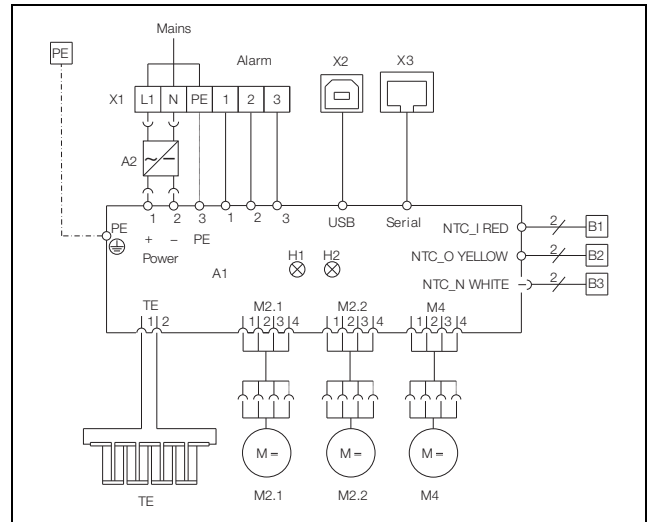 Mains
PE
Alarm
X2
X3
X1 L1 N PE 1 2 3
A2
PE
1 2 3 1 2 3
USB
Serial
+ − PE
Power
A1
H1 H2
NTC_I RED 2 B1
NTC_O YELLOW 2 B2
NTC_N WHITE 2 B3
TE
1 2
M2.1
1 2 3 4
M2.2
1 2 3 4
M4
1 2 3 4
M = M = M =
TE
M2.1
M2.2
M4